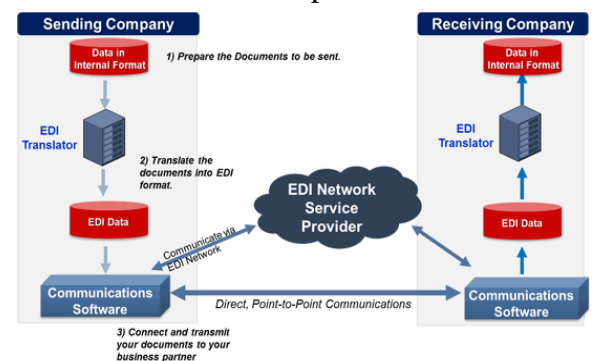 Sending Company
Data in
Internal Format
1) Prepare the Documents to be sent.
EDI
Translator
2) Translate the
documents into EDI
format.
EDI Data
Communicate via
EDI Network
Communications
Software
3) Connect and transmit
your documents to your
business partner
EDI Network
Service
Provider
Direct, Point-to-Point Communications
Receiving Company
Data in
Internal Format
EDI
Translator
EDI Data
Communications
Software